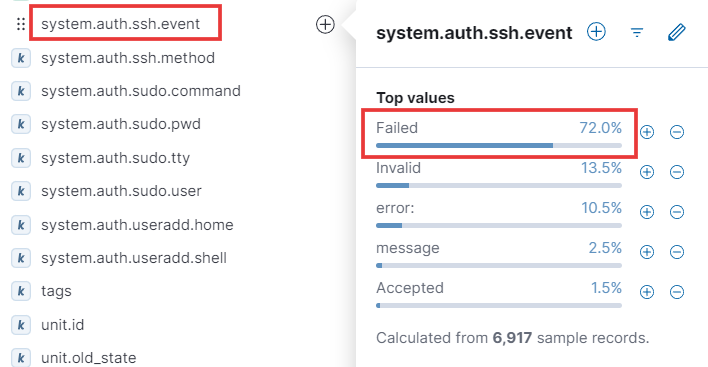 system.auth.ssh.event
k system.auth.ssh.method
k system.auth.sudo.command
k system.auth.sudo.pwd
k system.auth.sudo.tty
k system.auth.sudo.user
k system.auth.useradd.home
k system.auth.useradd.shell
k tags
k unit.id
k unit.old_state
system.auth.ssh.event
Top values
Failed 72.0%
Invalid 13.5%
error: 10.5%
message 2.5%
Accepted 1.5%
Calculated from 6,917 sample records.